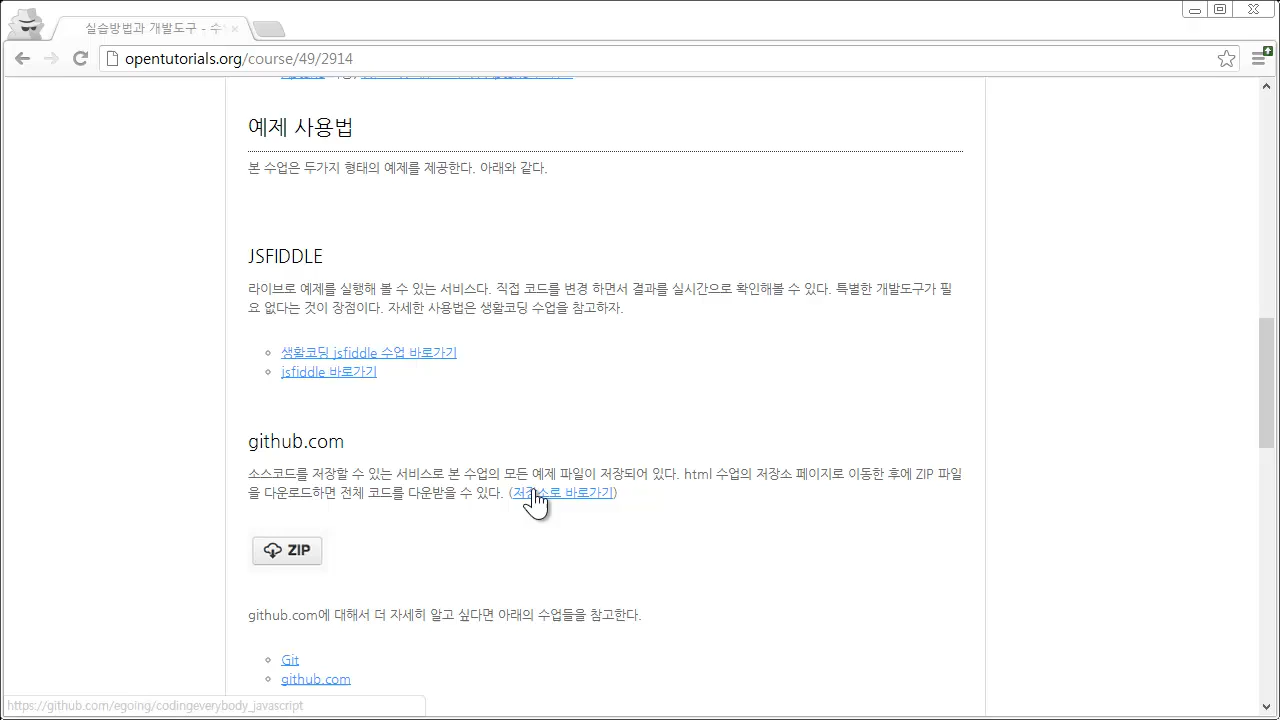 실습방법과 개발도구 - 수
opentutorials.org/course/49/2914
예제 사용법
본 수업은 두가지 형태의 예제를 제공한다. 아래와 같다.
JSFIDDLE
라이브로 예제를 실행해 볼 수 있는 서비스다. 직접 코드를 변경 하면서 결과를 실시간으로 확인해볼 수 있다. 특별한 개발도구가 필
요 없다는 것이 장점이다. 자세한 사용법은 생활코딩 수업을 참고하자.
생활코딩 jsfiddle 수업 바로가기
jsfiddle 바로가기
github.com
소스코드를 저장할 수 있는 서비스로 본 수업의 모든 예제 파일이 저장되어 있다. html 수업의 저장소 페이지로 이동한 후에 ZIP 파일
을 다운로드하면 전체 코드를 다운받을 수 있다. (저장소로 바로가기)
ZIP
github.com에 대해서 더 자세히 알고 싶다면 아래의 수업들을 참고한다.
Git
github.com
https://github.com/egoing/codingeverybody_javascript